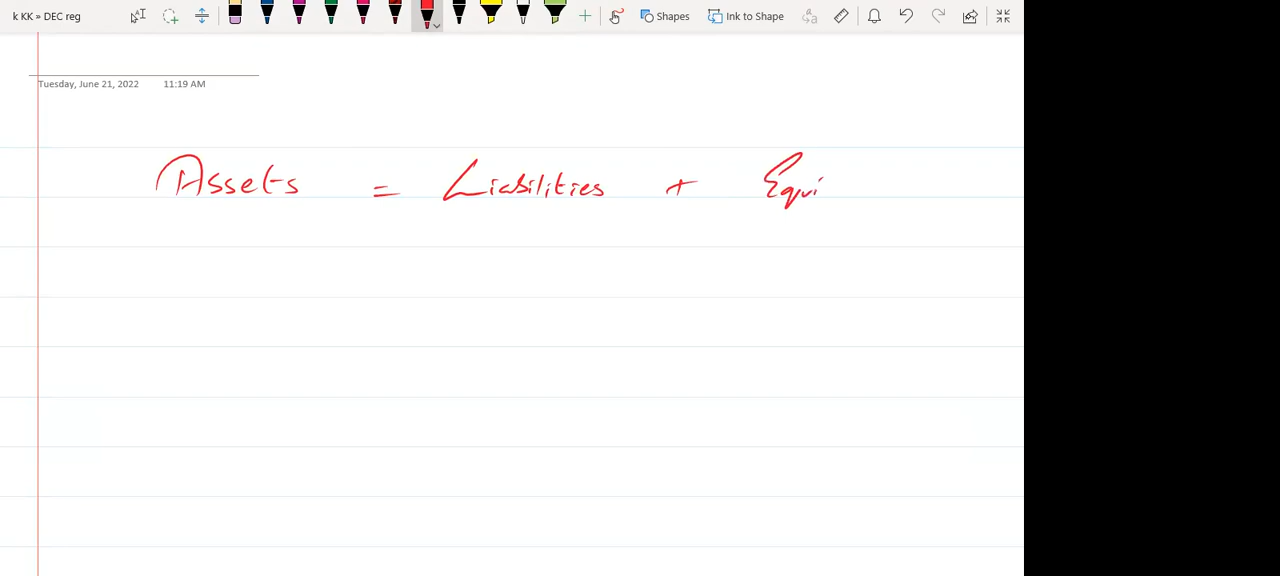 k KK » DEC reg
Shapes
Ink to Shape
Tuesday, June 21, 2022 11:19 AM
Assets = Liabilities + Equi